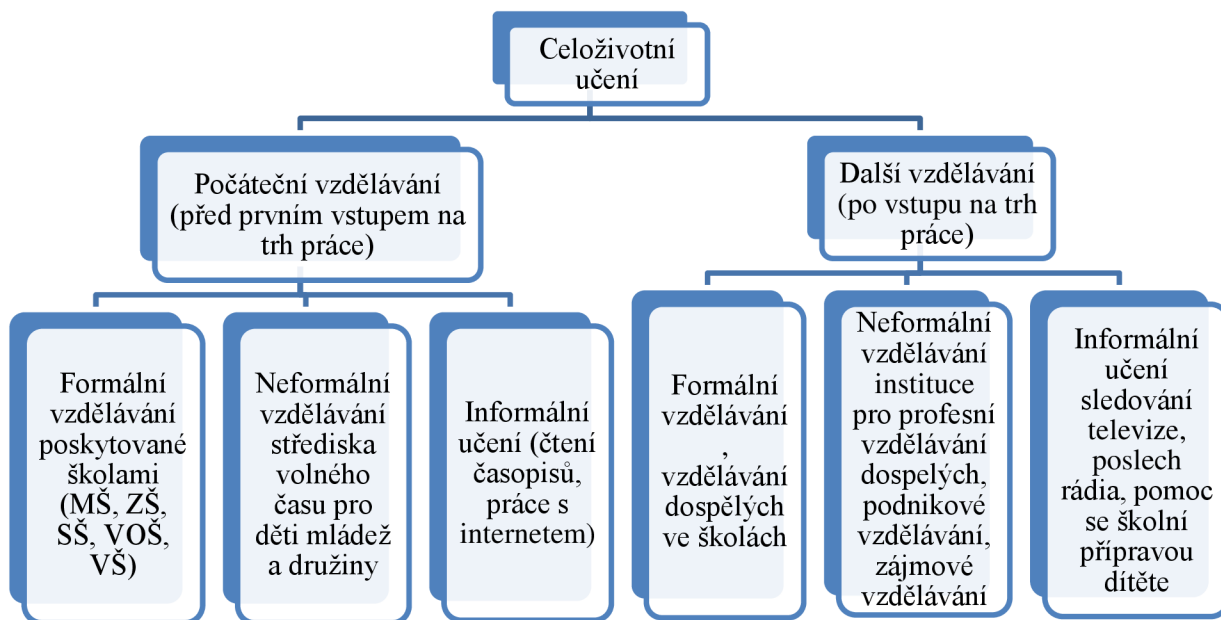 Celoživotní
učení
Počáteční vzdělávání
(před prvním vstupem na
trh práce)
Další vzdělávání
(po vstupu na trh
práce)
Formální
vzdělávání
poskytované
školami
(MŠ, ZŠ,
SŠ, VOŠ,
VŠ)
Neformální
vzdělávání
střediska
volného
času pro
děti mládež
a družiny
Informální
učení (čtení
časopisů,
práce s
internetem)
Formální
vzdělávání
,
vzdělávání
dospělých
ve školách
Neformální
vzdělávání
instituce
pro profesní
vzdělávání
dospelých,
podnikové
vzdělávání,
zájmové
vzdělávání
Informální
učení
sledování
televize,
poslech
rádia, pomoc
se školní
přípravou
dítěte